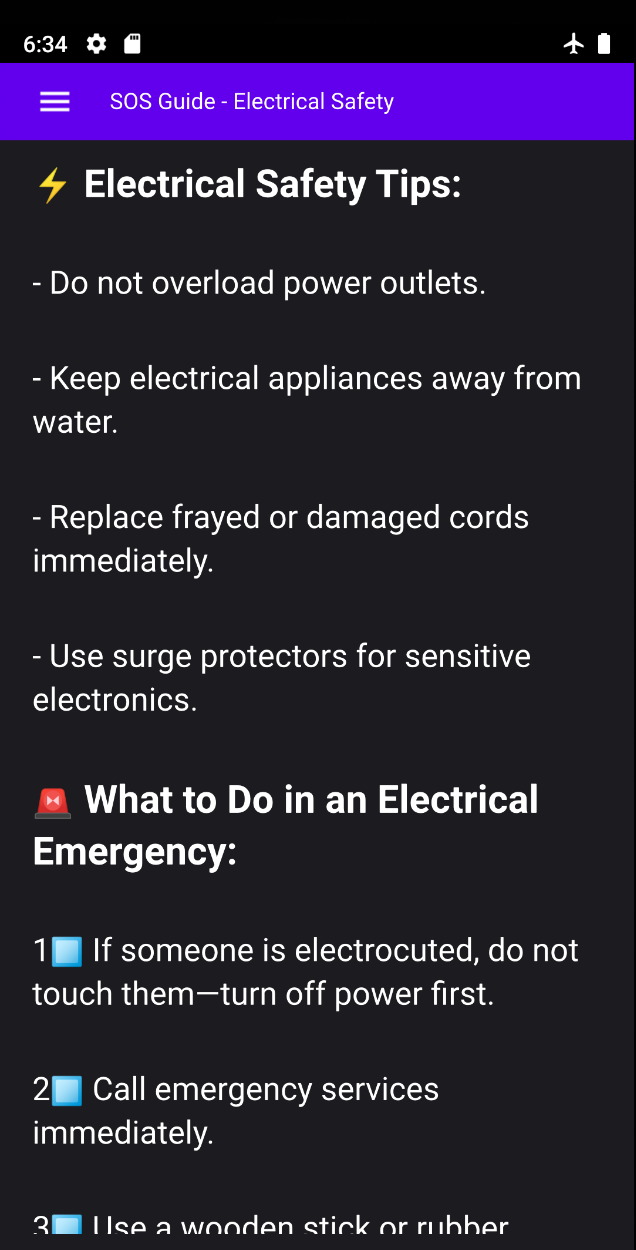 6:34
SOS Guide - Electrical Safety
⚡ Electrical Safety Tips:
- Do not overload power outlets.
- Keep electrical appliances away from
water.
- Replace frayed or damaged cords
immediately.
- Use surge protectors for sensitive
electronics.
🚨 What to Do in an Electrical
Emergency:
1 If someone is electrocuted, do not
touch them—turn off power first.
2 Call emergency services
immediately.
3 Use a wooden stick or rubber